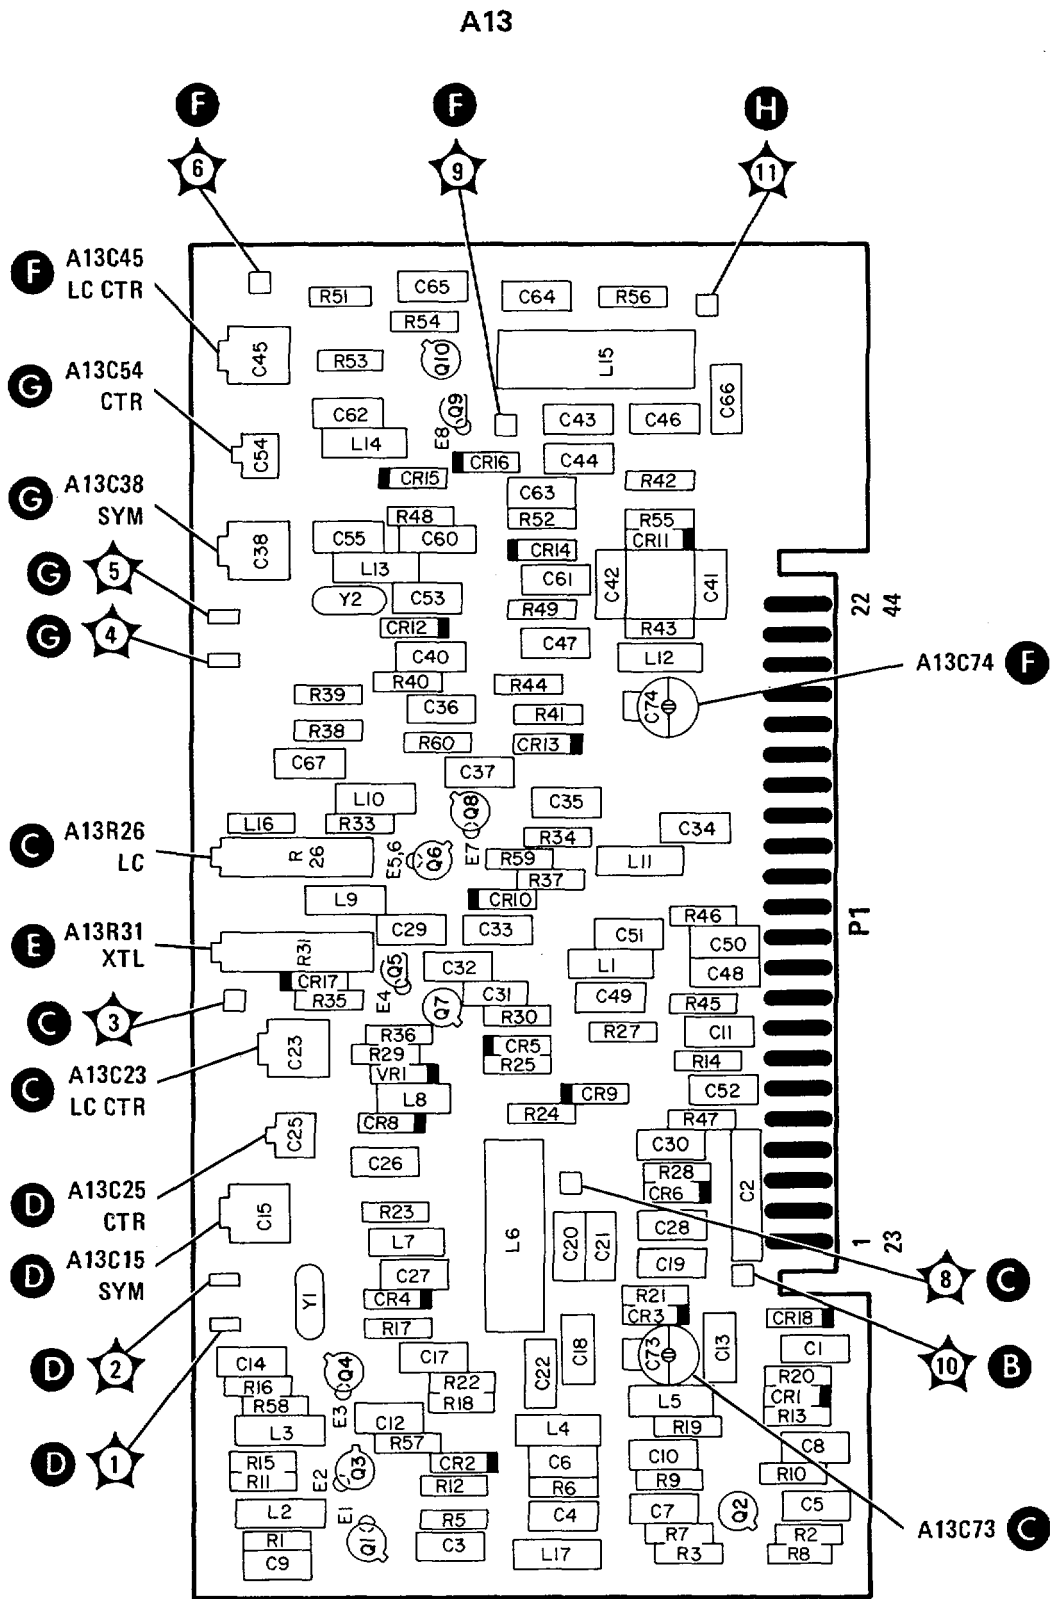 A13
F F H
6 9 11
F A13C45
LC CTR
R51 C65 C64 R56
R54
C45 R53 Q10 L15
G A13C54
CTR
C66
C62 Q9 C43 C46
C54 L14 E8
CR16 C44
CR15 R42
G A13C38
SYM
C63
R48 R52 R55
C38 C55 C60 CR11
CR14
L13 C61 C42 C41
G 5
Y2 C53 R49 22 44
CR12 R43
G 4
C47
C40 L12
A13C74 F
R40 R44
R39 C36 C74
R41
R38 R60 CR13
C67 C37
L10 C35
Q8
C A13R26
LC
L16 R33 C34
R34
R26 E5,6 Q6 E7 R59 L11
R37
L9 CR10
E A13R31
XTL
R46 P1
C29 C33 C51 C50
R31
Q5 C32 L1 C48
CR17
C 3
R35 E4 C31 C49 R45
Q7 R30
R36 R27 C11
C23 R29 CR5
C A13C23
LC CTR
VR1 R25 R14
L8 CR9 C52
CR8 R24 R47
C25 C30
C26 R28
D A13C25
CTR
CR6 C2
R23
C15 L6 C20 C21 C28
L7 1 23
D A13C15
SYM
C27 C19
8 C
CR4 R21
Y1 CR3 CR18
R17
C18 C73 C13 C1
D 2
C14 Q4 C17 10 B
R16 R22 C22 R20
R58 R18 L5 CR1
E3 C12 R13
L3 L4 R19
R57 C8
D 1
R15 Q3 CR2 C6 C10
R11 E2 R12 R6 R9 R10
L2 E1 C4 C7 Q2 C5
R5 A13C73 C
R1 Q1 R7 R2
C9 C3 L17 R3 R8